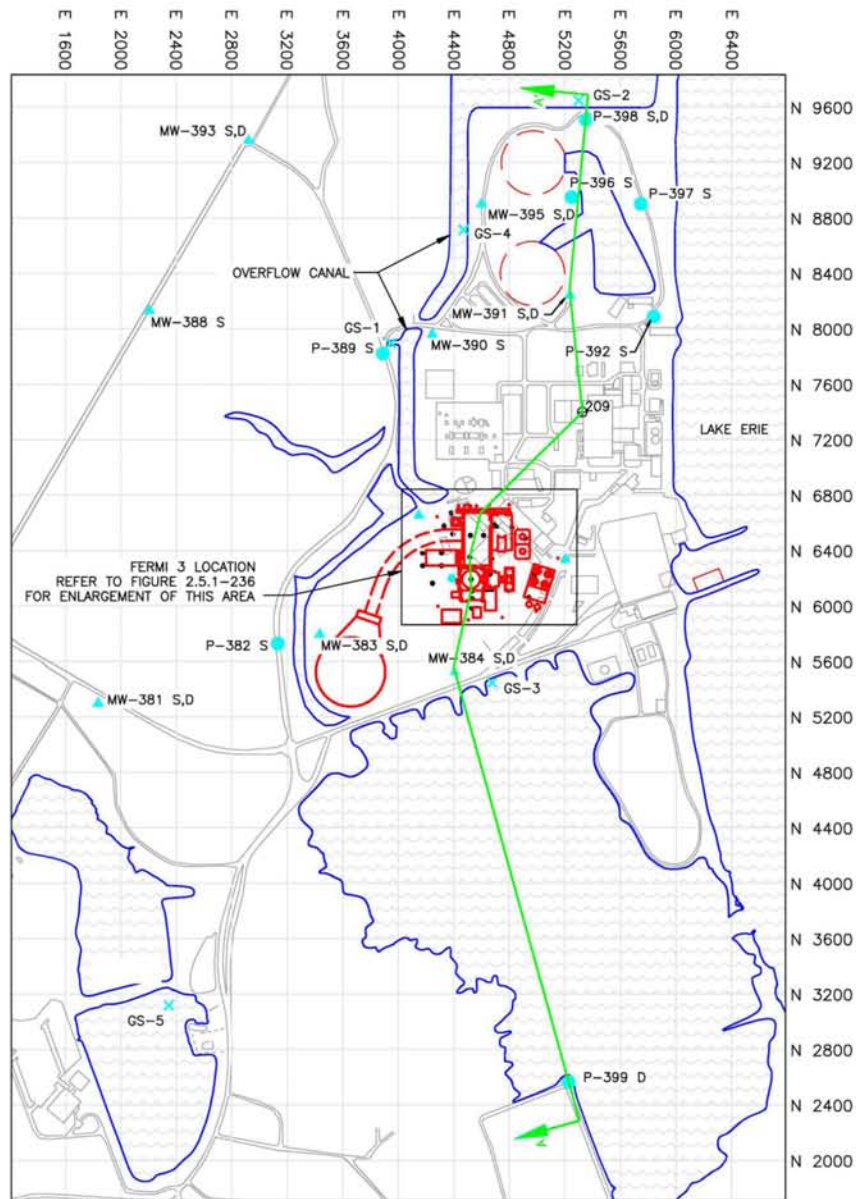 E 1600
E 2000
E 2400
E 2800
E 3200
E 3600
E 4000
E 4400
E 4800
E 5200
E 5600
E 6000
E 6400
A'
GS-2
N 9600
P-398 S,D
MW-393 S,D
N 9200
P-396 S
P-397 S
MW-395 S,D
N 8800
GS-4
OVERFLOW CANAL
N 8400
MW-388 S
MW-391 S,D
GS-1
N 8000
P-389 S
MW-390 S
P-392 S
N 7600
209
LAKE ERIE
N 7200
N 6800
FERMI 3 LOCATION
REFER TO FIGURE 2.5.1-236
FOR ENLARGEMENT OF THIS AREA
N 6400
N 6000
P-382 S
MW-383 S,D
MW-384 S,D
N 5600
GS-3
MW-381 S,D
N 5200
N 4800
N 4400
N 4000
N 3600
N 3200
GS-5
N 2800
P-399 D
N 2400
A
N 2000